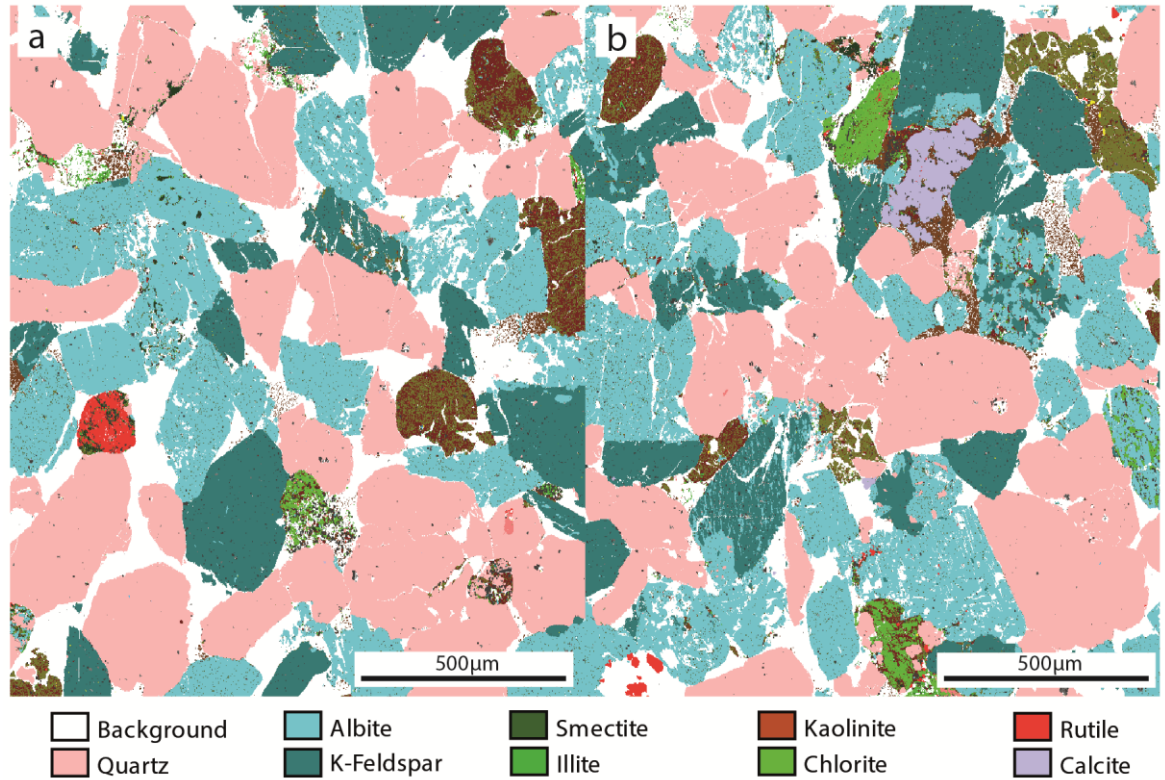 a
b
500µm
500µm
Background
Albite
Smectite
Kaolinite
Rutile
Quartz
K-Feldspar
Illite
Chlorite
Calcite